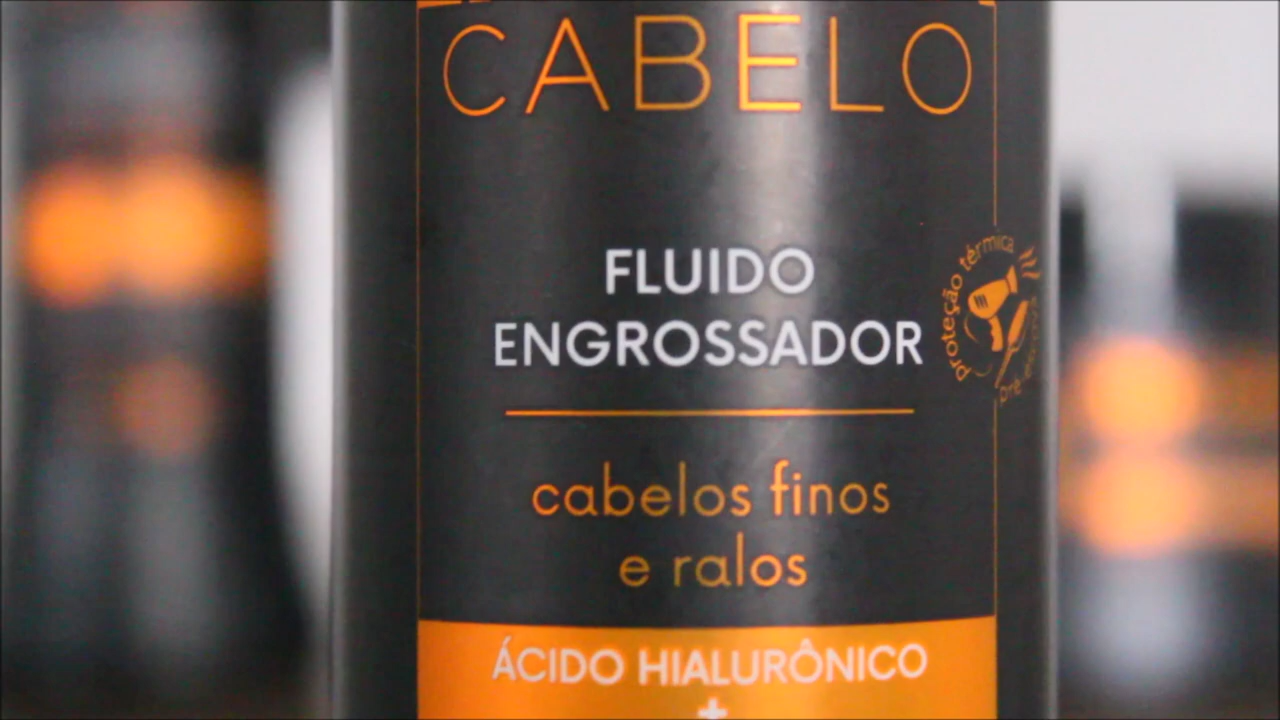 CABELO
FLUIDO
ENGROSSADOR
proteção térmica
cabelos finos
e ralos
ÁCIDO HIALURÔNICO
+